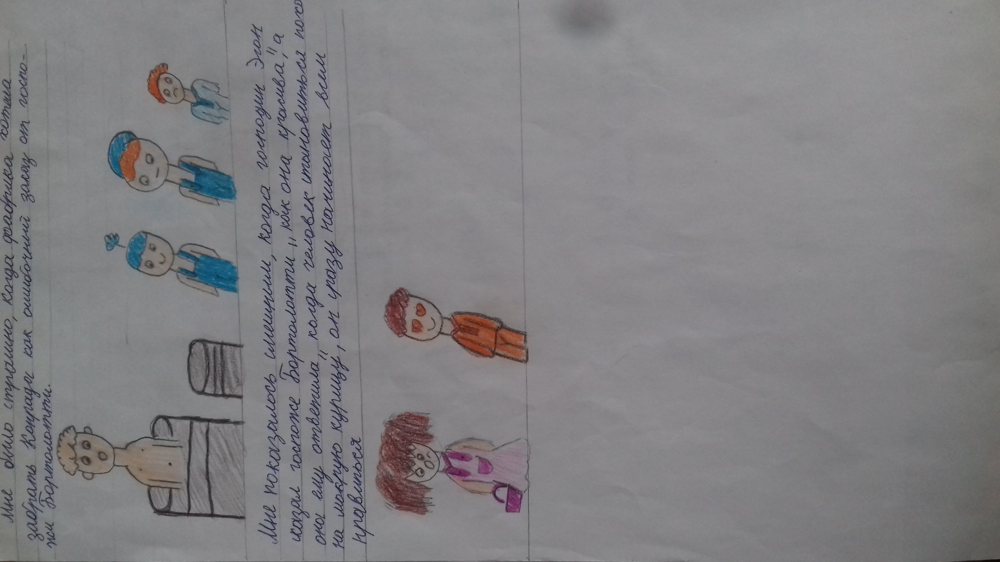 Мне было страшно, когда фабрика хотела
забрать Конрада как ошибочный заказ от госпо-
жи Бартолотти.
Мне показалось смешным, когда господин Эгон
сказал госпоже Бартолотти "как она красива", а
она ему ответила "когда человек становиться похо
на мокрую курицу, он сразу начинает всем
нравиться